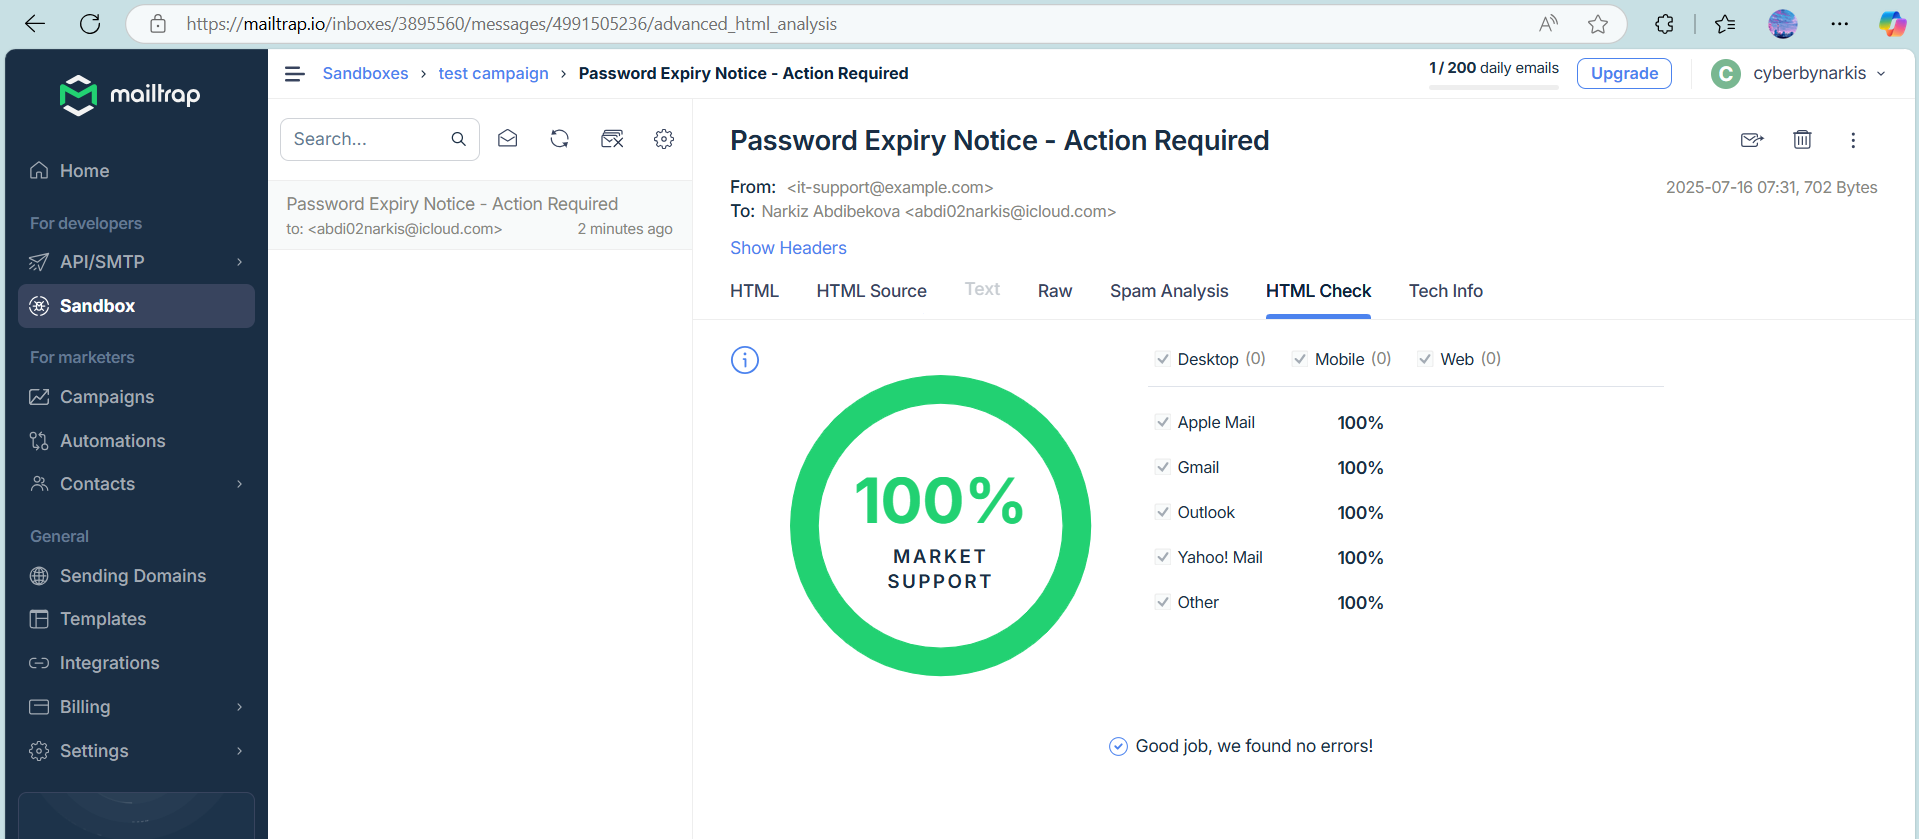 https://mailtrap.io/inboxes/3895560/messages/4991505236/advanced_html_analysis
mailtrap
Home
For developers
API/SMTP
Sandbox
For marketers
Campaigns
Automations
Contacts
General
Sending Domains
Templates
Integrations
Billing
Settings
Sandboxes › test campaign › Password Expiry Notice - Action Required
1 / 200 daily emails
Upgrade
C cyberbynarkis
Search...
Password Expiry Notice - Action Required
to: <abdi02narkis@icloud.com> 2 minutes ago
Password Expiry Notice - Action Required
From: <it-support@example.com> 2025-07-16 07:31, 702 Bytes
To: Narkiz Abdibekova <abdi02narkis@icloud.com>
Show Headers
HTML HTML Source Text Raw Spam Analysis HTML Check Tech Info
Desktop (0) Mobile (0) Web (0)
100%
MARKET
SUPPORT
Apple Mail 100%
Gmail 100%
Outlook 100%
Yahoo! Mail 100%
Other 100%
Good job, we found no errors!